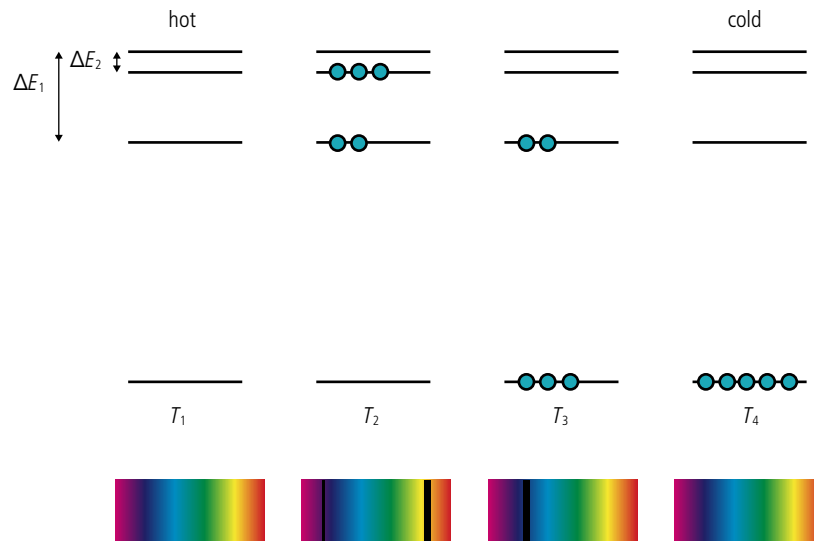 hot
cold
ΔE₂
ΔE₁
T₁
T₂
T₃
T₄